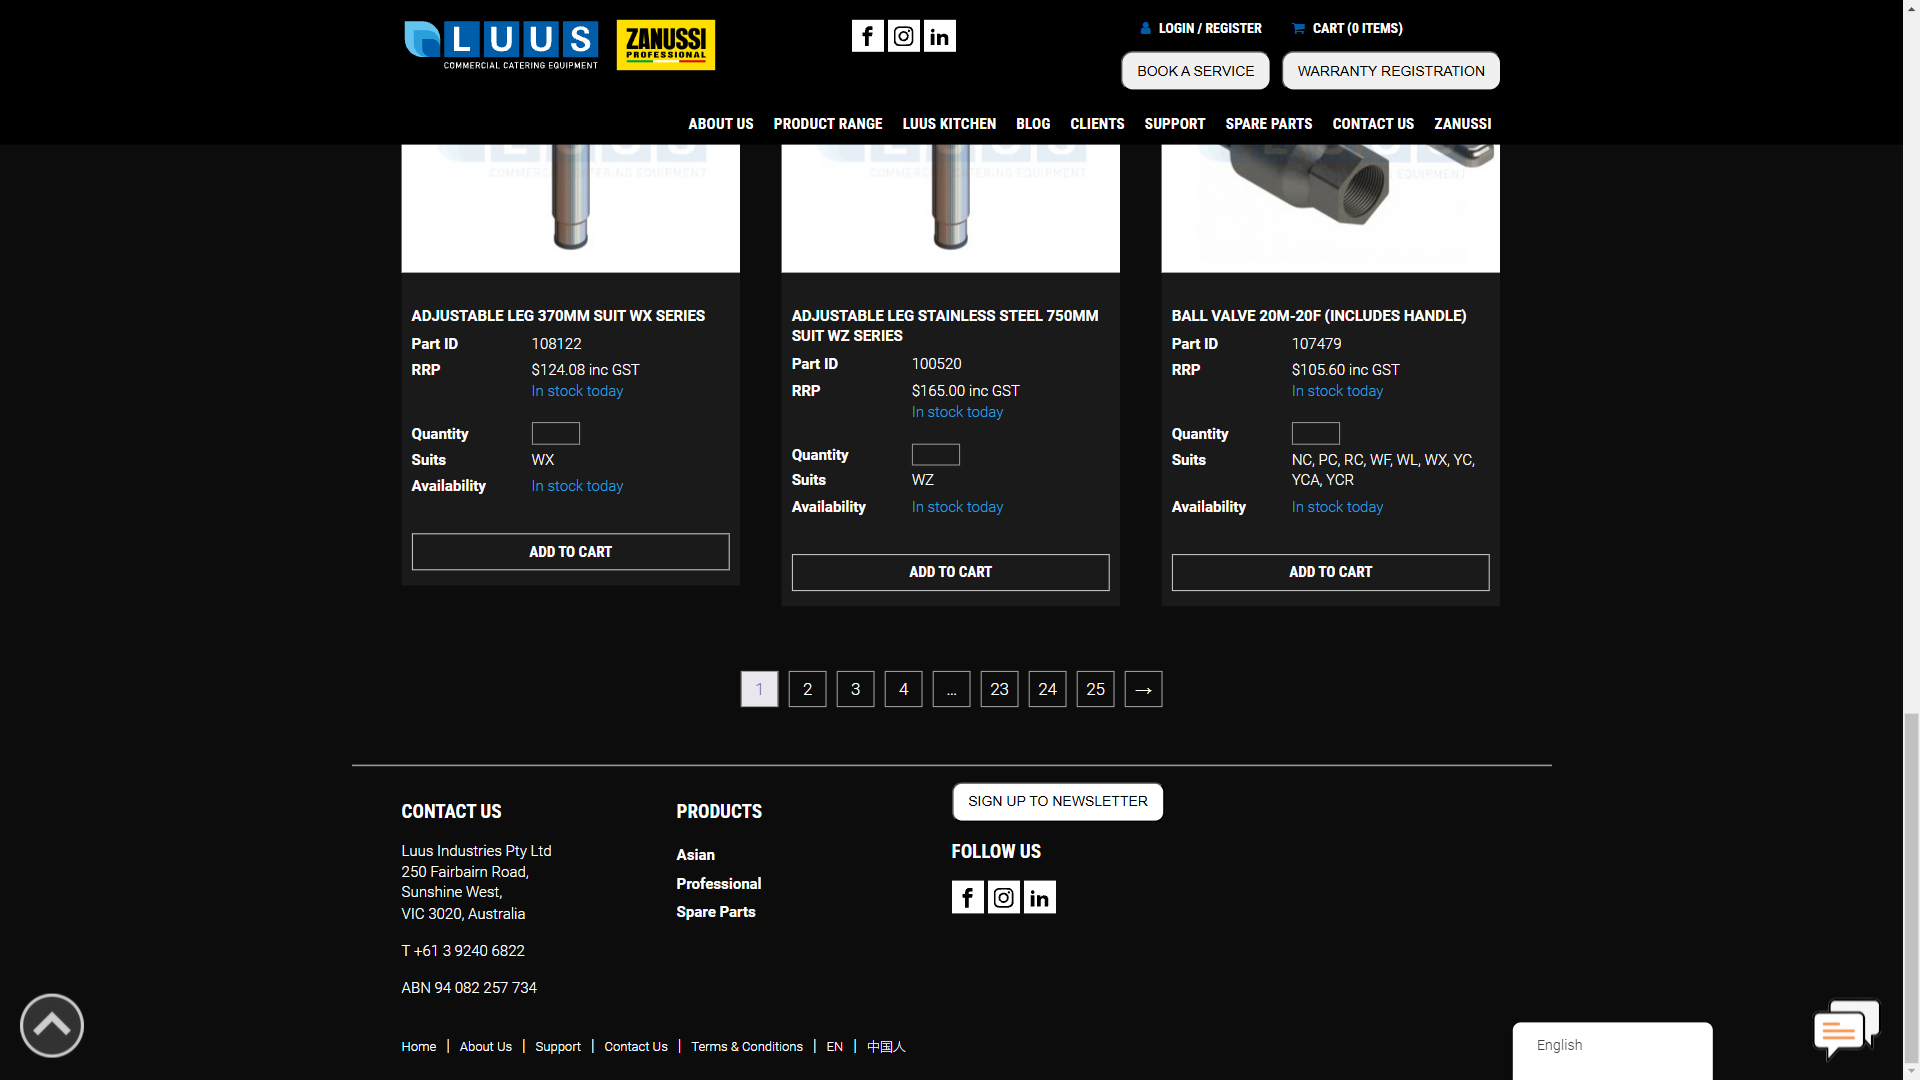 LUUS
COMMERCIAL CATERING EQUIPMENT
ZANUSSI
PROFESSIONAL
LOGIN / REGISTER
CART (0 ITEMS)
BOOK A SERVICE
WARRANTY REGISTRATION
ABOUT US
PRODUCT RANGE
LUUS KITCHEN
BLOG
CLIENTS
SUPPORT
SPARE PARTS
CONTACT US
ZANUSSI
COMMERCIAL CATERING EQUIPMENT
COMMERCIAL CATERING EQUIPMENT
EQUIPMENT
ADJUSTABLE LEG 370MM SUIT WX SERIES
Part ID 108122
RRP $124.08 inc GST
In stock today
Quantity
Suits WX
Availability In stock today
ADD TO CART
ADJUSTABLE LEG STAINLESS STEEL 750MM
SUIT WZ SERIES
Part ID 100520
RRP $165.00 inc GST
In stock today
Quantity
Suits WZ
Availability In stock today
ADD TO CART
BALL VALVE 20M-20F (INCLUDES HANDLE)
Part ID 107479
RRP $105.60 inc GST
In stock today
Quantity
Suits NC, PC, RC, WF, WL, WX, YC,
YCA, YCR
Availability In stock today
ADD TO CART
1 2 3 4 … 23 24 25 →
CONTACT US
Luus Industries Pty Ltd
250 Fairbairn Road,
Sunshine West,
VIC 3020, Australia
T +61 3 9240 6822
ABN 94 082 257 734
PRODUCTS
Asian
Professional
Spare Parts
SIGN UP TO NEWSLETTER
FOLLOW US
Home | About Us | Support | Contact Us | Terms & Conditions | EN | 中国人
English